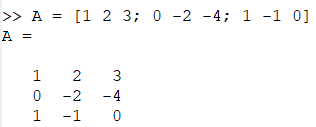 >> A = [1 2 3; 0 -2 -4; 1 -1 0]
A =
1 2 3
0 -2 -4
1 -1 0